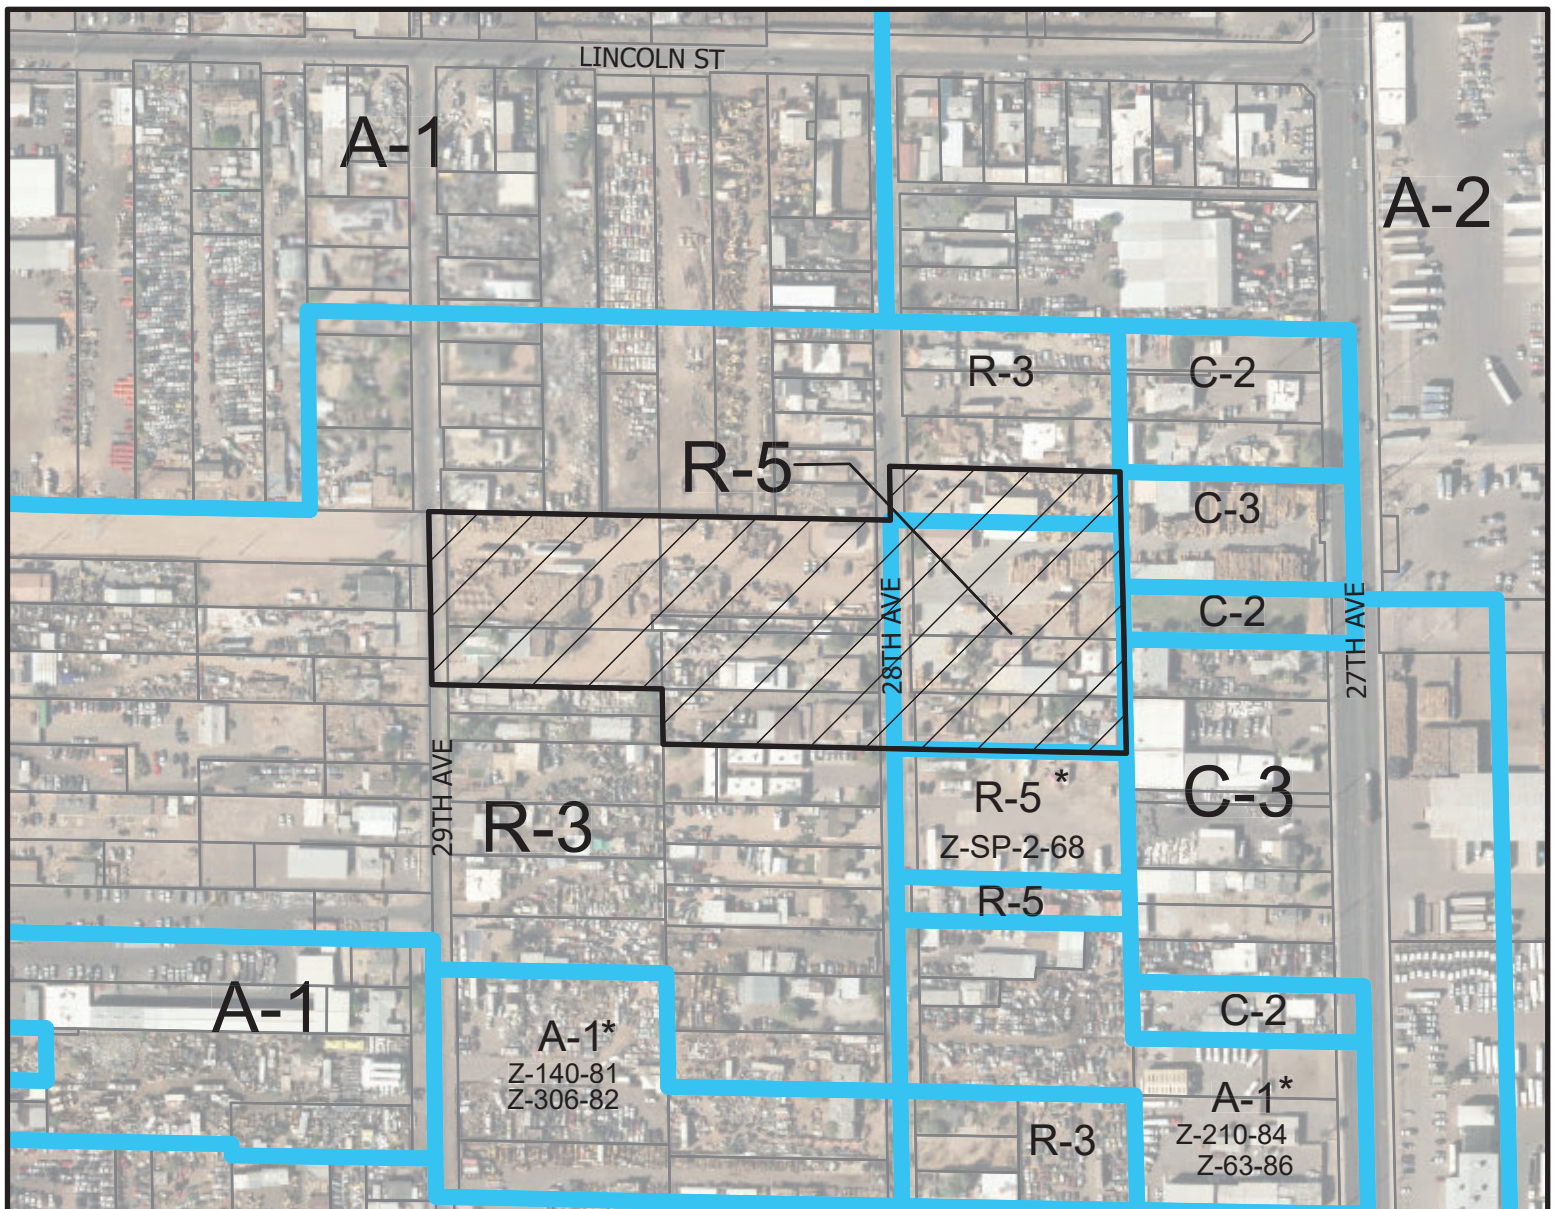 LINCOLN ST
A-1
A-2
R-3
C-2
R-5
C-3
28TH AVE
C-2
27TH AVE
29TH AVE
R-3
R-5 *
Z-SP-2-68
C-3
R-5
A-1
C-2
A-1*
Z-140-81
Z-306-82
A-1*
Z-210-84
Z-63-86
R-3